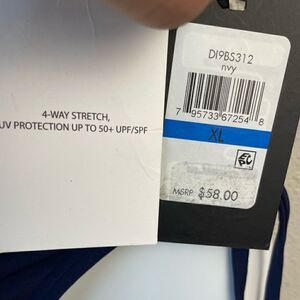 4-WAY STRETCH,
UV PROTECTION UP TO 50+ UPF/SPF
DI9BS312
nvy
7 95733 67254 8
XL
MSRP $58.00